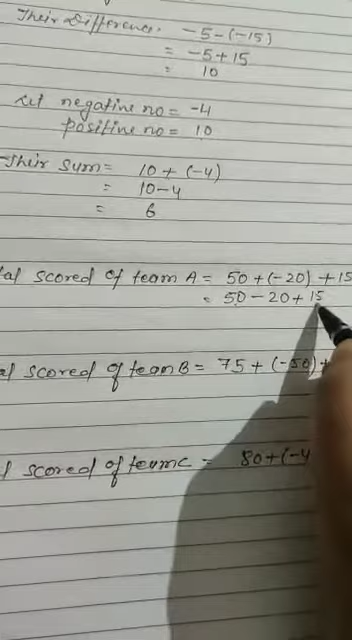 Their Difference. -5-(-15)
= -5+15
= 10
Let negative no = -4
positive no = 10
Their sum = 10+(-4)
= 10-4
= 6
scored of team A = 50+(-20)+15
= 50-20+15
scored of team B = 75+(-50)+
scored of team C = 80+(-4